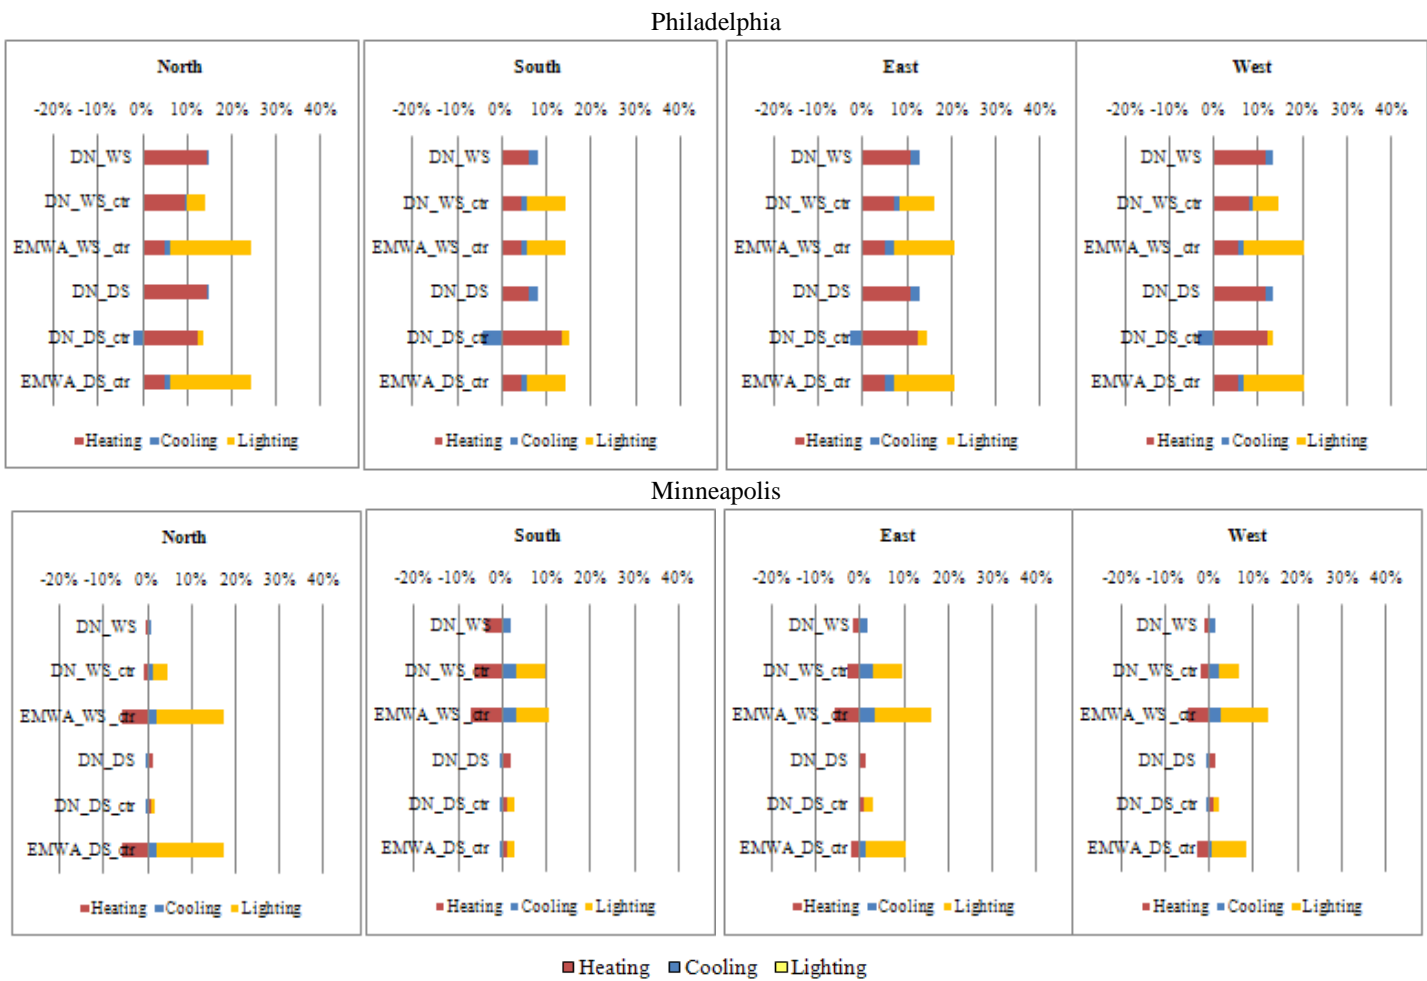 Philadelphia
North
-20% -10% 0% 10% 20% 30% 40%
DN_WS
DN_WS_ctr
EMWA_WS_ctr
DN_DS
DN_DS_ctr
EMWA_DS_ctr
Heating Cooling Lighting
South
-20% -10% 0% 10% 20% 30% 40%
DN_WS
DN_WS_ctr
EMWA_WS_ctr
DN_DS
DN_DS_ctr
EMWA_DS_ctr
Heating Cooling Lighting
East
-20% -10% 0% 10% 20% 30% 40%
DN_WS
DN_WS_ctr
EMWA_WS_ctr
DN_DS
DN_DS_ctr
EMWA_DS_ctr
Heating Cooling Lighting
West
-20% -10% 0% 10% 20% 30% 40%
DN_WS
DN_WS_ctr
EMWA_WS_ctr
DN_DS
DN_DS_ctr
EMWA_DS_ctr
Heating Cooling Lighting
Minneapolis
North
-20% -10% 0% 10% 20% 30% 40%
DN_WS
DN_WS_ctr
EMWA_WS_ctr
DN_DS
DN_DS_ctr
EMWA_DS_ctr
Heating Cooling Lighting
South
-20% -10% 0% 10% 20% 30% 40%
DN_WS
DN_WS_ctr
EMWA_WS_ctr
DN_DS
DN_DS_ctr
EMWA_DS_ctr
Heating Cooling Lighting
East
-20% -10% 0% 10% 20% 30% 40%
DN_WS
DN_WS_ctr
EMWA_WS_ctr
DN_DS
DN_DS_ctr
EMWA_DS_ctr
Heating Cooling Lighting
West
-20% -10% 0% 10% 20% 30% 40%
DN_WS
DN_WS_ctr
EMWA_WS_ctr
DN_DS
DN_DS_ctr
EMWA_DS_ctr
Heating Cooling Lighting
Heating Cooling Lighting